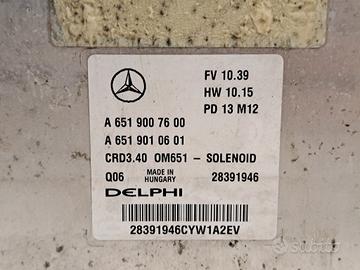 FV 10.39
HW 10.15
PD 13 M12
A 651 900 76 00
A 651 901 06 01
CRD3.40 OM651 - SOLENOID
Q06 MADE IN HUNGARY 28391946
DELPHI
28391946CYW1A2EV
subito